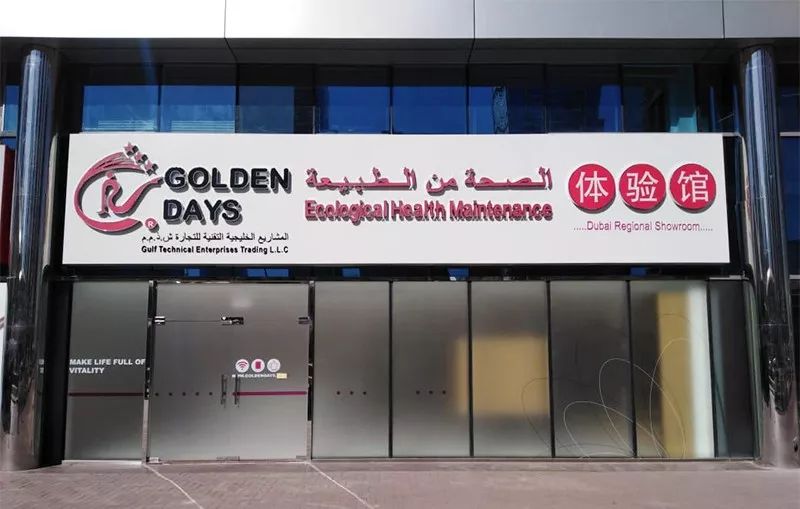 GOLDEN
DAYS
®
المشاريع الخليجية التقنية للتجارة ش.ذ.م.م
Gulf Technical Enterprises Trading L.L.C
الصحة من الطبيعة
Ecological Health Maintenance
体验馆
.....Dubai Regional Showroom.....
MAKE LIFE FULL OF
VITALITY